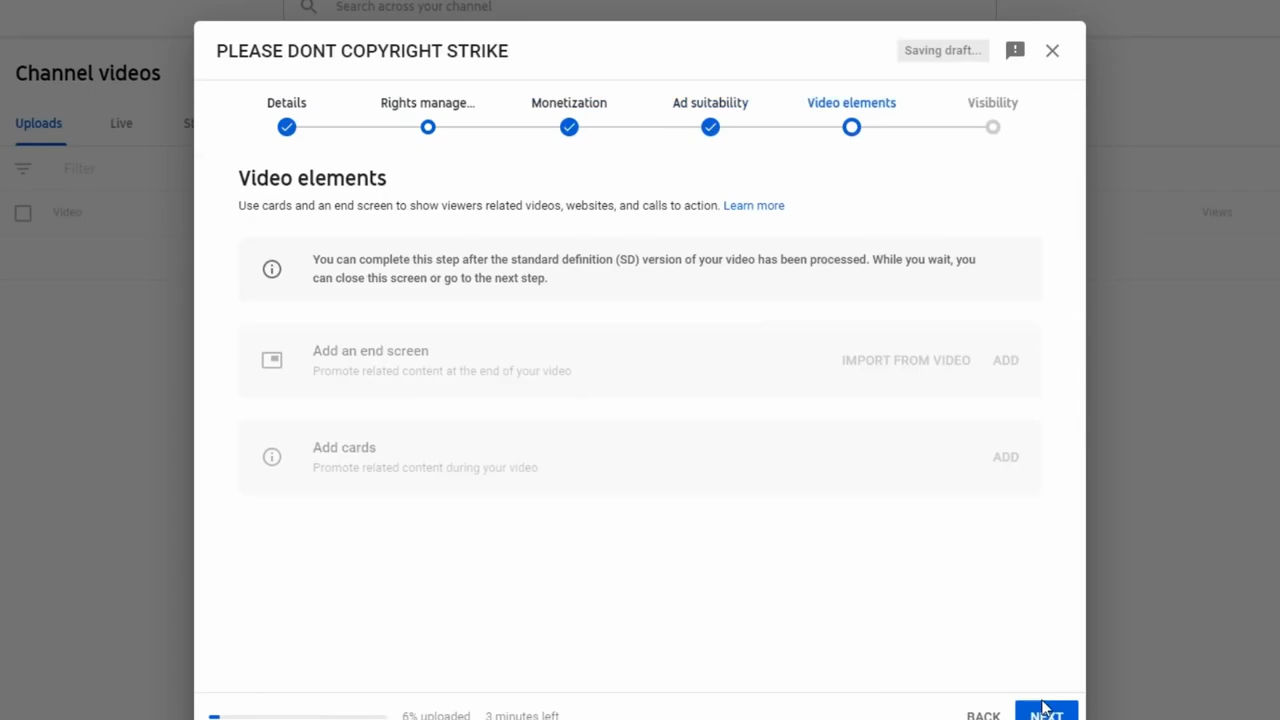 Search across your channel
PLEASE DONT COPYRIGHT STRIKE
Saving draft...
Channel videos
Details
Rights manage...
Monetization
Ad suitability
Video elements
Visibility
Uploads
Live
Filter
Video
Views
Video elements
Use cards and an end screen to show viewers related videos, websites, and calls to action. Learn more
You can complete this step after the standard definition (SD) version of your video has been processed. While you wait, you
can close this screen or go to the next step.
Add an end screen
Promote related content at the end of your video
IMPORT FROM VIDEO
ADD
Add cards
Promote related content during your video
ADD
6% uploaded
3 minutes left
BACK
NEXT